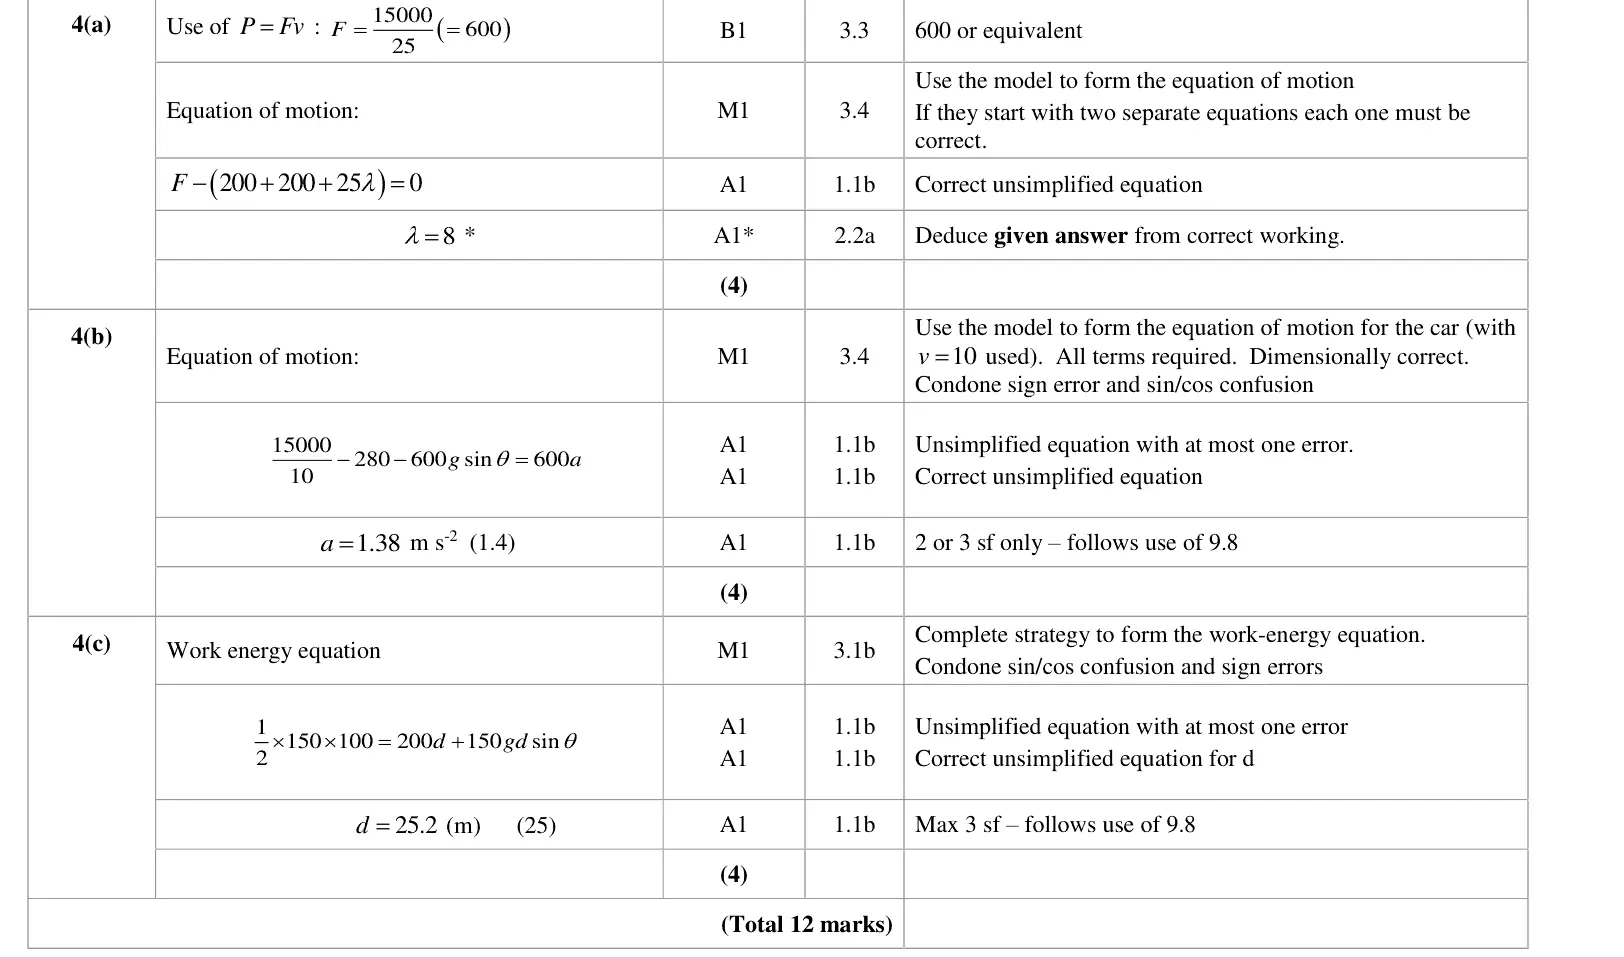 4(a) Use of P = Fv : F = 15000/25 (= 600) B1 3.3 600 or equivalent
Equation of motion: M1 3.4 Use the model to form the equation of motion
If they start with two separate equations each one must be
correct.
F − (200 + 200 + 25λ) = 0 A1 1.1b Correct unsimplified equation
λ = 8 * A1* 2.2a Deduce given answer from correct working.
(4)
4(b) Equation of motion: M1 3.4 Use the model to form the equation of motion for the car (with
v = 10 used). All terms required. Dimensionally correct.
Condone sign error and sin/cos confusion
15000/10 − 280 − 600g sin θ = 600a A1 1.1b Unsimplified equation with at most one error.
A1 1.1b Correct unsimplified equation
a = 1.38 m s⁻² (1.4) A1 1.1b 2 or 3 sf only – follows use of 9.8
(4)
4(c) Work energy equation M1 3.1b Complete strategy to form the work-energy equation.
Condone sin/cos confusion and sign errors
1/2 × 150 × 100 = 200d + 150gd sin θ A1 1.1b Unsimplified equation with at most one error
A1 1.1b Correct unsimplified equation for d
d = 25.2 (m) (25) A1 1.1b Max 3 sf – follows use of 9.8
(4)
(Total 12 marks)